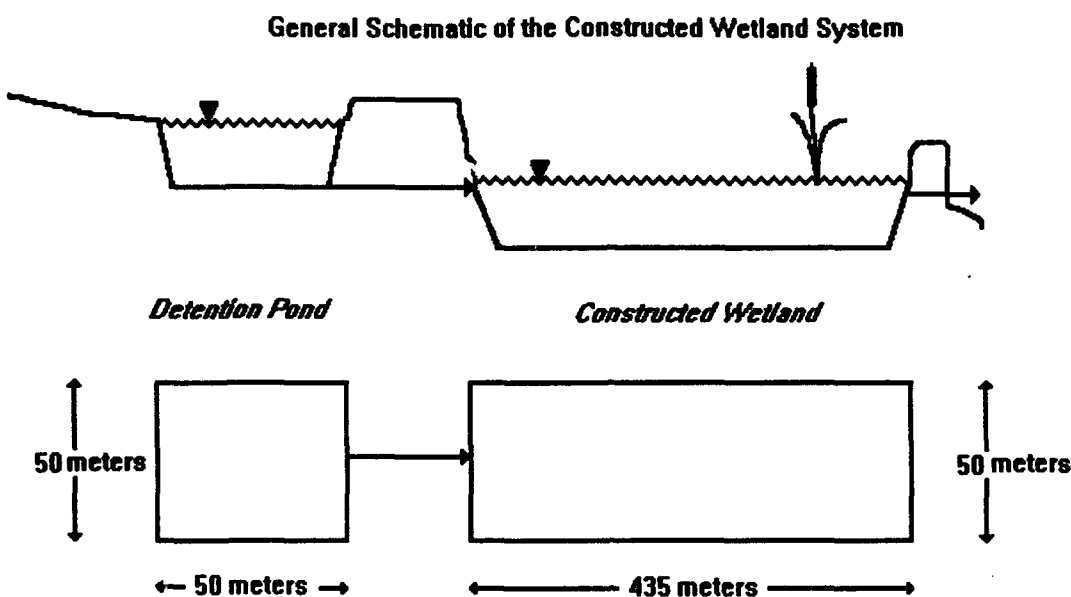 General Schematic of the Constructed Wetland System
Detention Pond
Constructed Wetland
50 meters
50 meters
50 meters
435 meters